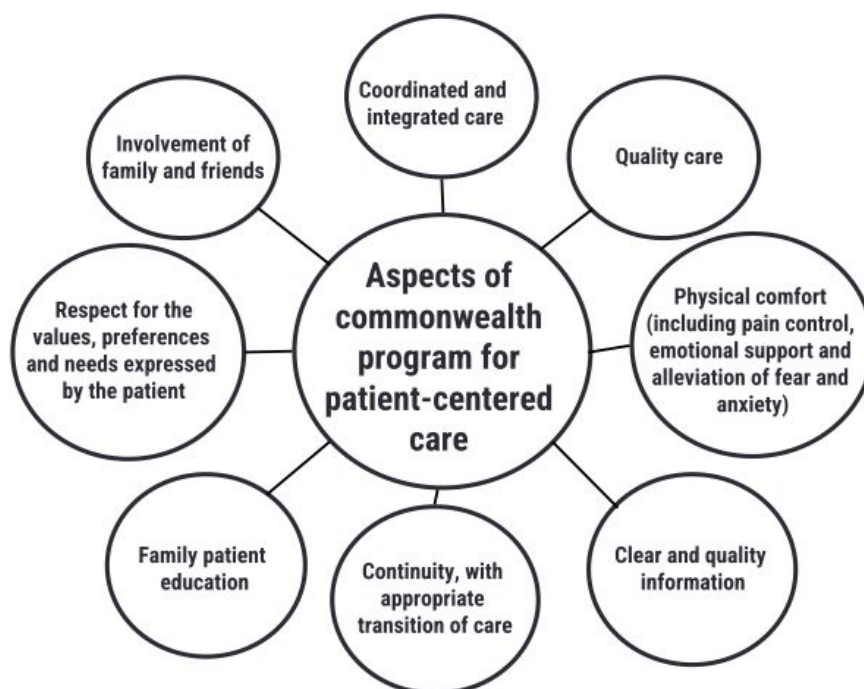 Coordinated and
integrated care
Involvement of
family and friends
Quality care
Aspects of
commonwealth
program for
patient-centered
care
Respect for the
values, preferences
and needs expressed
by the patient
Physical comfort
(including pain control,
emotional support and
alleviation of fear and
anxiety)
Family patient
education
Continuity, with
appropriate
transition of care
Clear and quality
information